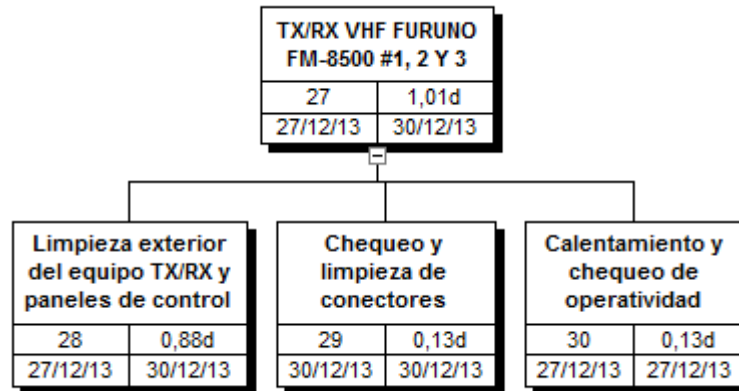 TX/RX VHF FURUNO
FM-8500 #1, 2 Y 3
27 1,01d
27/12/13 30/12/13
Limpieza exterior
del equipo TX/RX y
paneles de control
28 0,88d
27/12/13 30/12/13
Chequeo y
limpieza de
conectores
29 0,13d
30/12/13 30/12/13
Calentamiento y
chequeo de
operatividad
30 0,13d
27/12/13 27/12/13